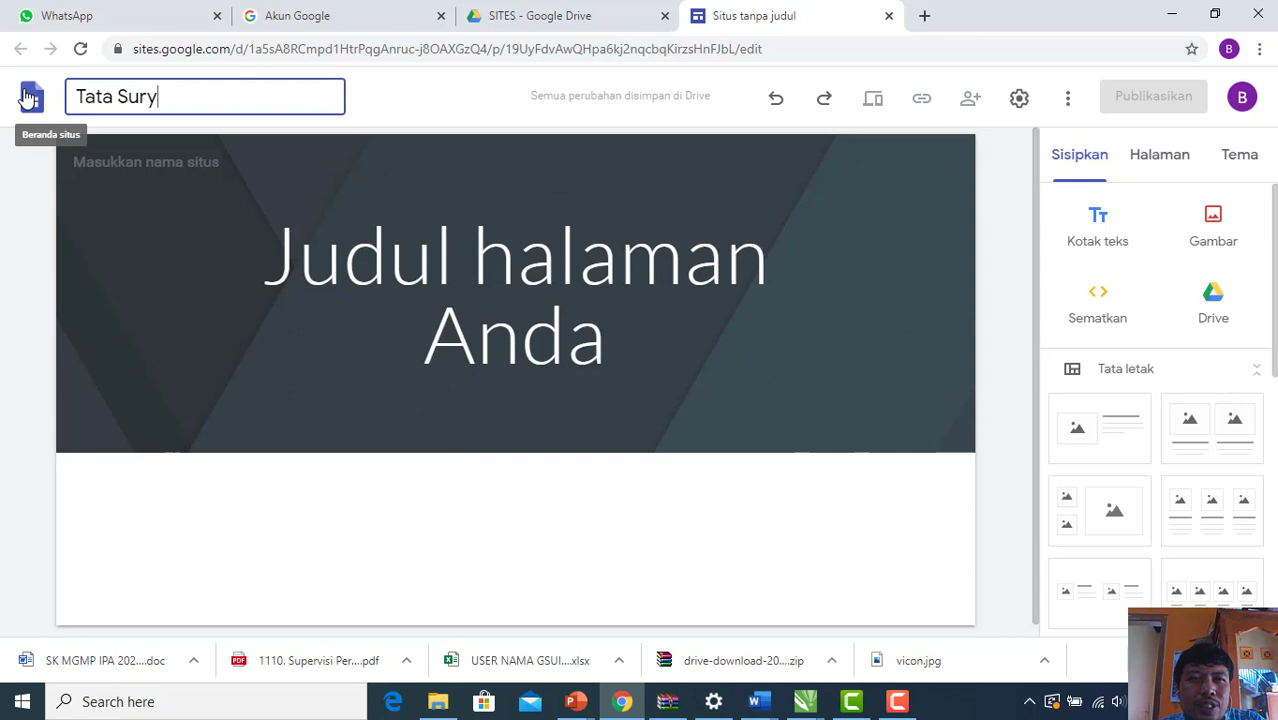 WhatsApp
Akun Google
SITES - Google Drive
Situs tanpa judul
sites.google.com/d/1a5sA8RCmpd1HtrPqgAnruc-j8OAXGzQ4/p/19UyFdvAwQHpa6kj2nqcbqKirzsHnFJbL/edit
B
Tata Sury
Semua perubahan disimpan di Drive
Publikasikan
B
Beranda situs
Masukkan nama situs
Judul halaman
Anda
Sisipkan
Halaman
Tema
Kotak teks
Gambar
Sematkan
Drive
Tata letak
SK MGMP IPA 202....doc
1110. Supervisi Per....pdf
USER NAMA GSUI....xlsx
drive-download-20....zip
vicon.jpg
Search here